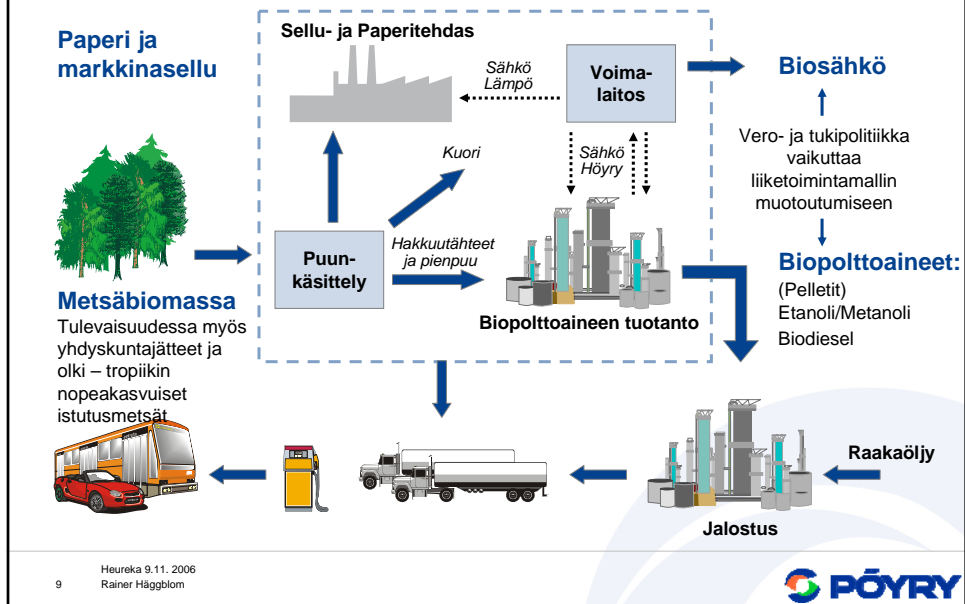 Paperi ja
markkinasellu
Sellu- ja Paperitehdas
Sähkö
Lämpö
Voima-
laitos
Biosähkö
Kuori
Sähkö
Höyry
Vero- ja tukipolitiikka
vaikuttaa
liiketoimintamallin
muotoutumiseen
Puun-
käsittely
Hakkuutähteet
ja pienpuu
Biopolttoaineen tuotanto
Biopolttoaineet:
(Pelletit)
Etanoli/Metanoli
Biodiesel
Metsäbiomassa
Tulevaisuudessa myös
yhdyskuntajätteet ja
olki – tropiikin
nopeakasvuiset
istutusmetsät
Raakaöljy
Jalostus
Heureka 9.11. 2006
9 Rainer Häggblom
PÖYRY